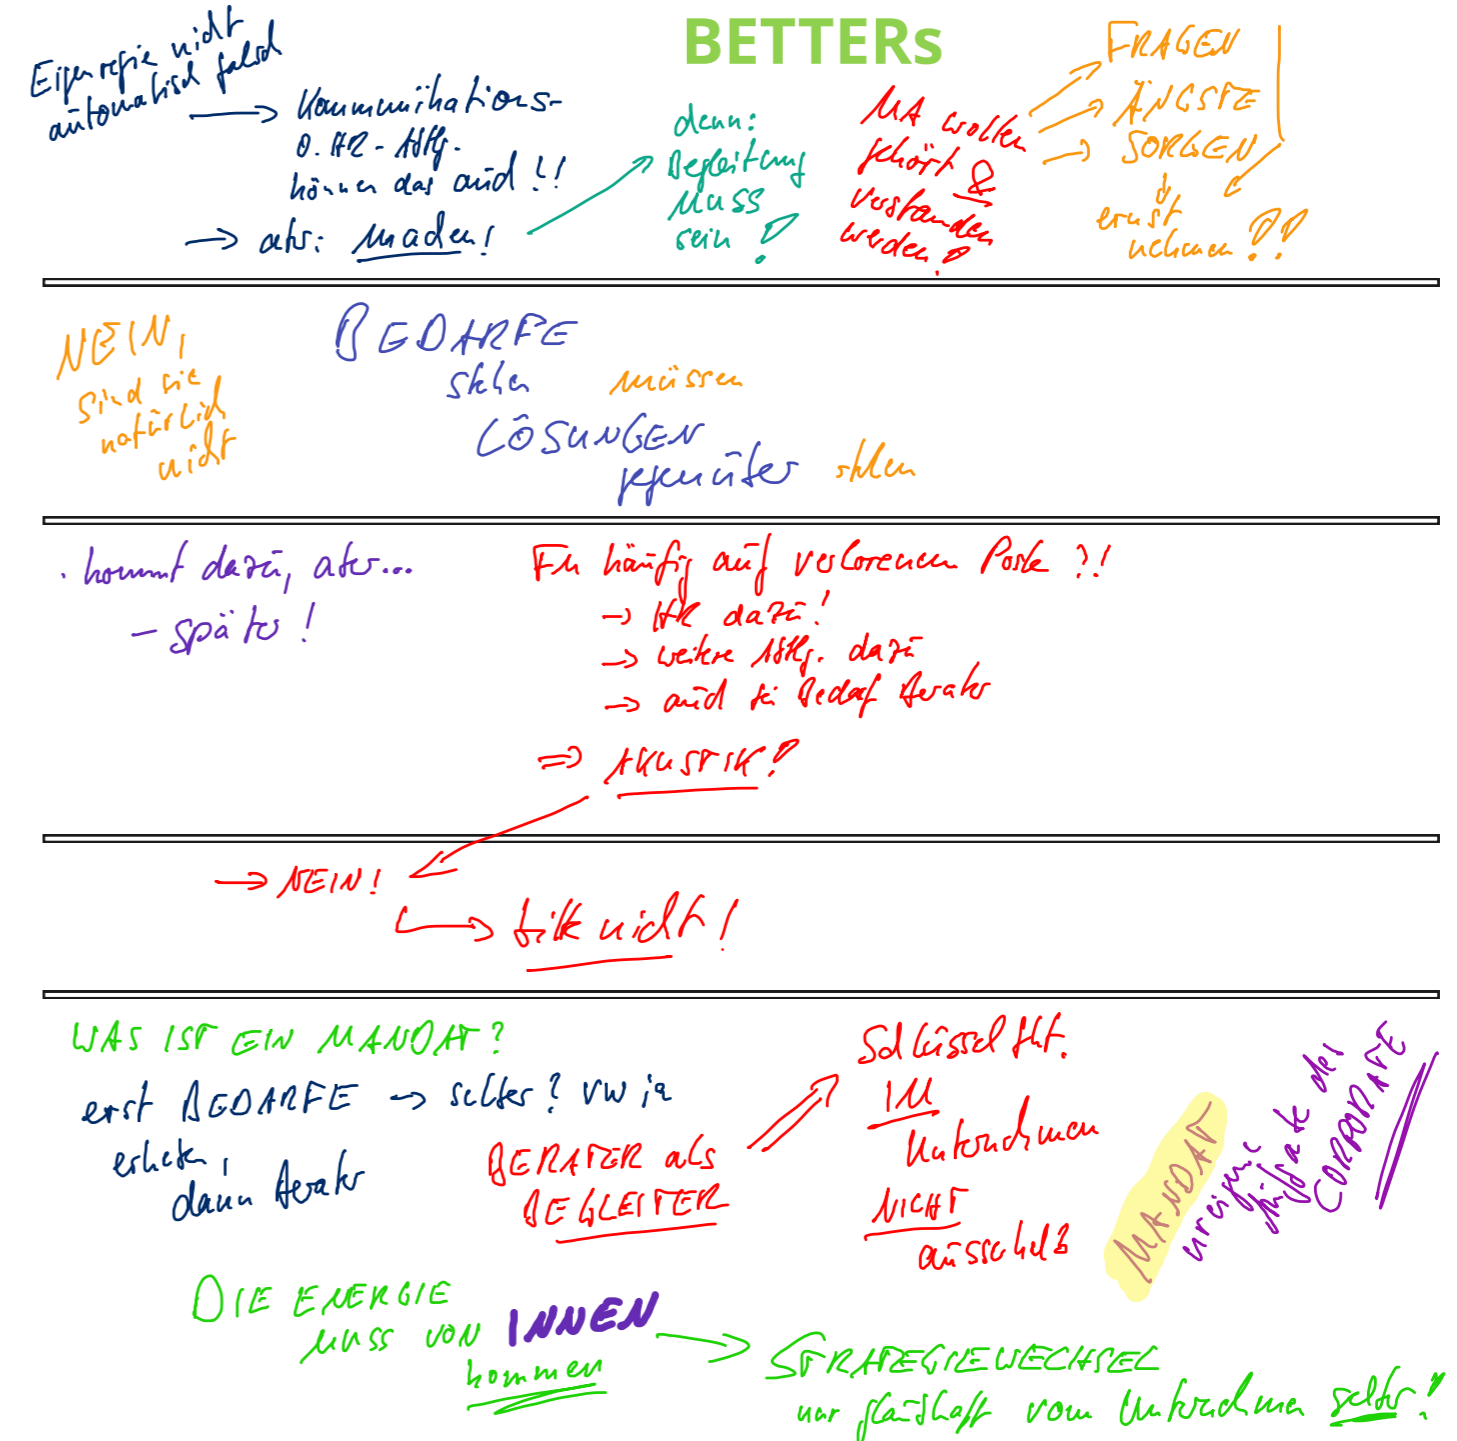 BETTERs
Eigenregie nicht
automatisch falsch
→ Kommunikations-
o. HR-Abtlg.
können das auch!!
→ aber: machen!
denn:
Begleitung
MUSS
sein!
MA wollen
gehört &
verstanden
werden!
FRAGEN
ÄNGSTE
SORGEN
ernst
nehmen!!
NEIN,
sind sie
natürlich
nicht
BEDARFE
stehen müssen
LÖSUNGEN
gegenüber stehen
. kommt dazu, aber...
- später!
FK häufig auf verlorenem Posten?!
→ HR dazu!
→ weitere Abtlg. dazu
→ auch bei Bedarf Berater
⇒ AKUSTIK!
→ NEIN!
bitte nicht!
WAS IST EIN MANDAT?
erst BEDARFE → selber? VW ia
erheben,
dann Berater
BERATER als
BEGLEITER
Schlüssel
IM
Unternehmen
NICHT
außerhalb
MANDAT
ureigene
Aufgabe des
CORPORATE
DIE ENERGIE
MUSS VON INNEN
kommen
STRATEGIEWECHSEL
nur glaubhaft vom Unternehmen selber!